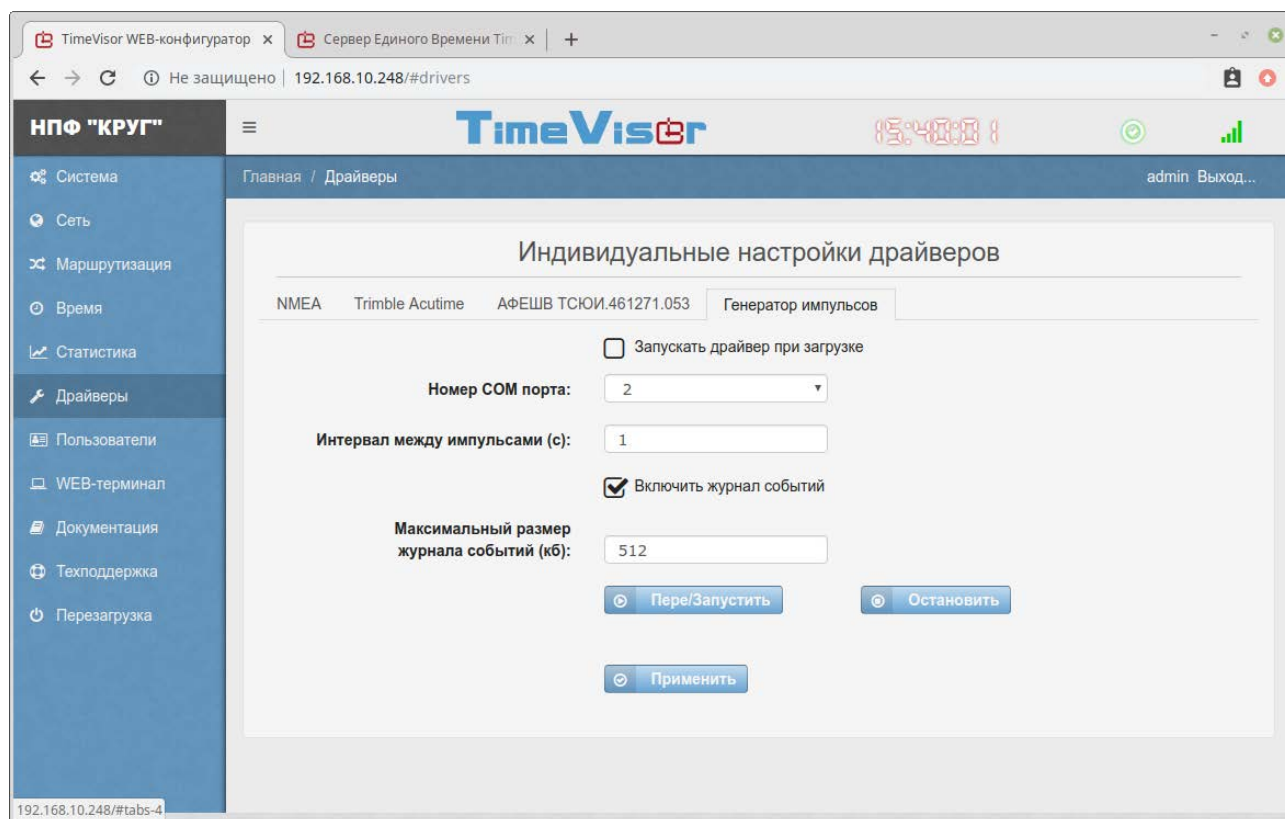 TimeVisor WEB-конфигуратор
Сервер Единого Времени Tim
Не защищено
192.168.10.248/#drivers
НПФ "КРУГ"
TimeVisor
15:40:01
Система
Главная / Драйверы
admin Выход...
Сеть
Маршрутизация
Время
Статистика
Драйверы
Пользователи
WEB-терминал
Документация
Техподдержка
Перезагрузка
Индивидуальные настройки драйверов
NMEA
Trimble Acutime
АФЕШВ ТСЮИ.461271.053
Генератор импульсов
Запускать драйвер при загрузке
Номер COM порта:
2
Интервал между импульсами (с):
1
Включить журнал событий
Максимальный размер
журнала событий (кб):
512
Пере/Запустить
Остановить
Применить
192.168.10.248/#tabs-4